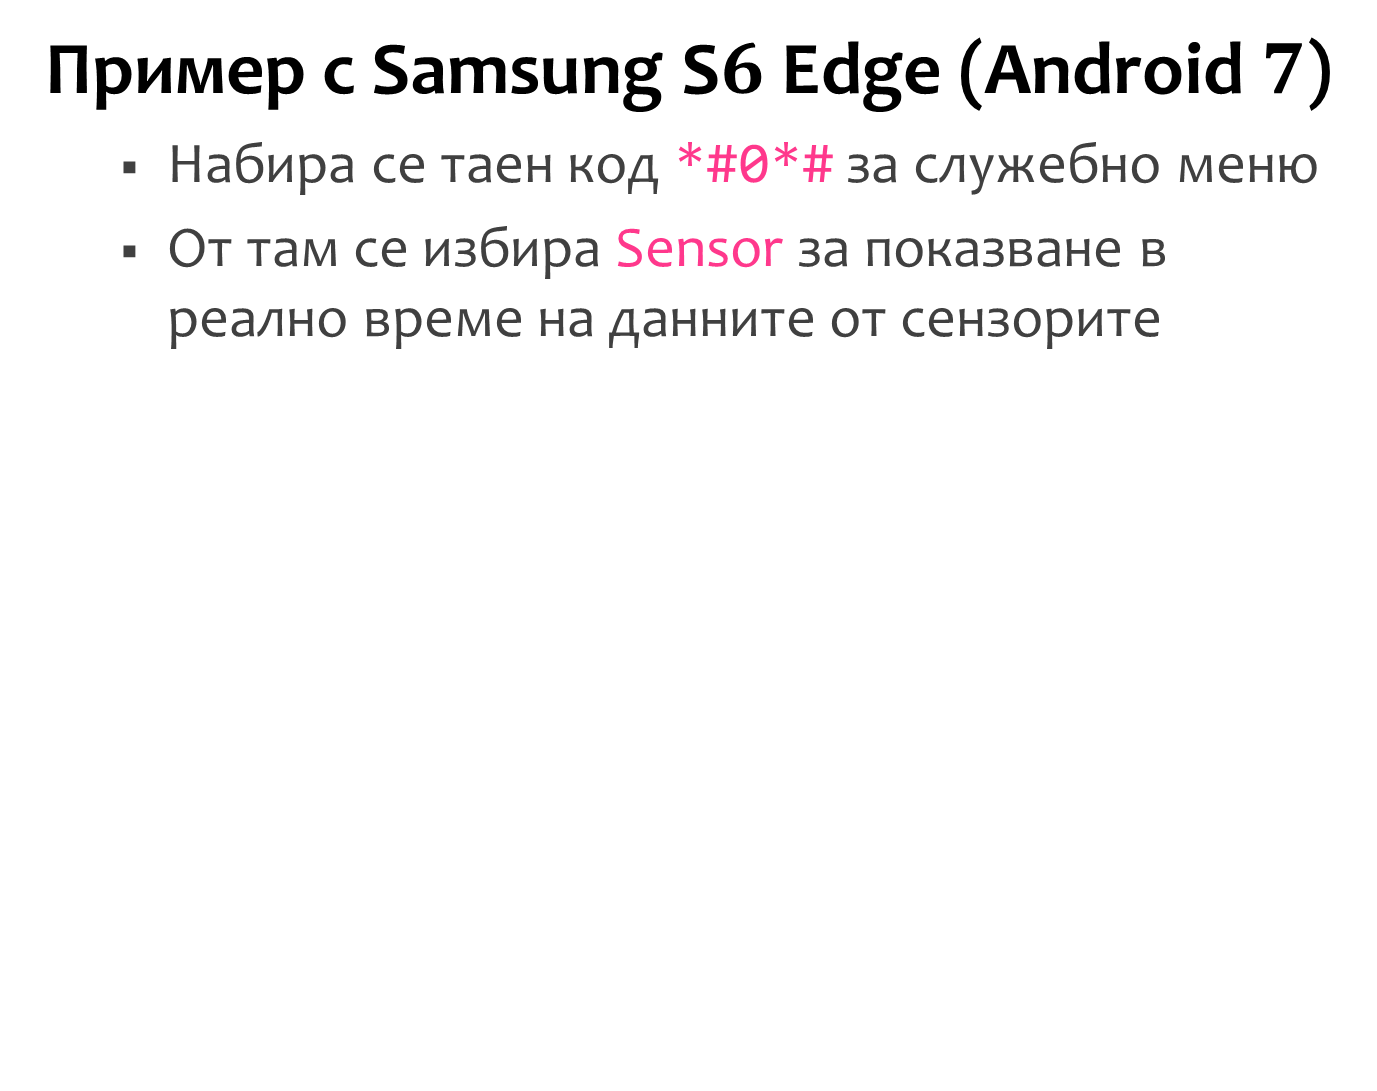 Пример с Samsung S6 Edge (Android 7)
▪ Набира се таен код *#0*# за служебно меню
▪ От там се избира Sensor за показване в
реално време на данните от сензорите